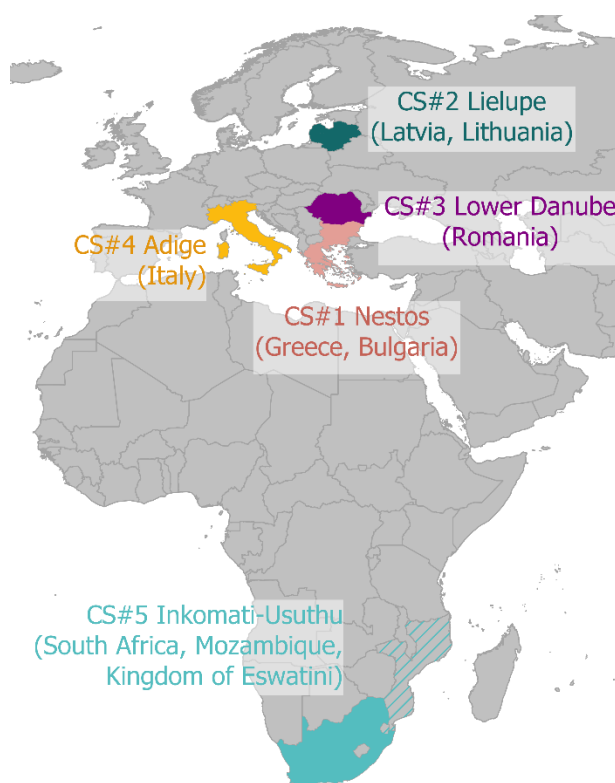 CS#2 Lielupe
(Latvia, Lithuania)
CS#3 Lower Danube
(Romania)
CS#4 Adige
(Italy)
CS#1 Nestos
(Greece, Bulgaria)
CS#5 Inkomati-Usuthu
(South Africa, Mozambique,
Kingdom of Eswatini)